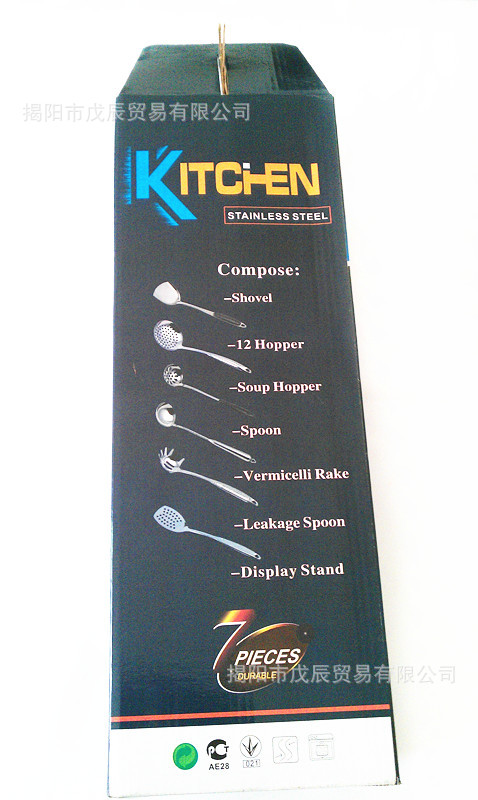 揭阳市戊辰贸易有限公司
KITCHEN
STAINLESS STEEL
Compose:
–Shovel
–12 Hopper
–Soup Hopper
–Spoon
–Vermicelli Rake
–Leakage Spoon
–Display Stand
7
PIECES
DURABLE
揭阳市戊辰贸易有限公司
PCT
AE28
021